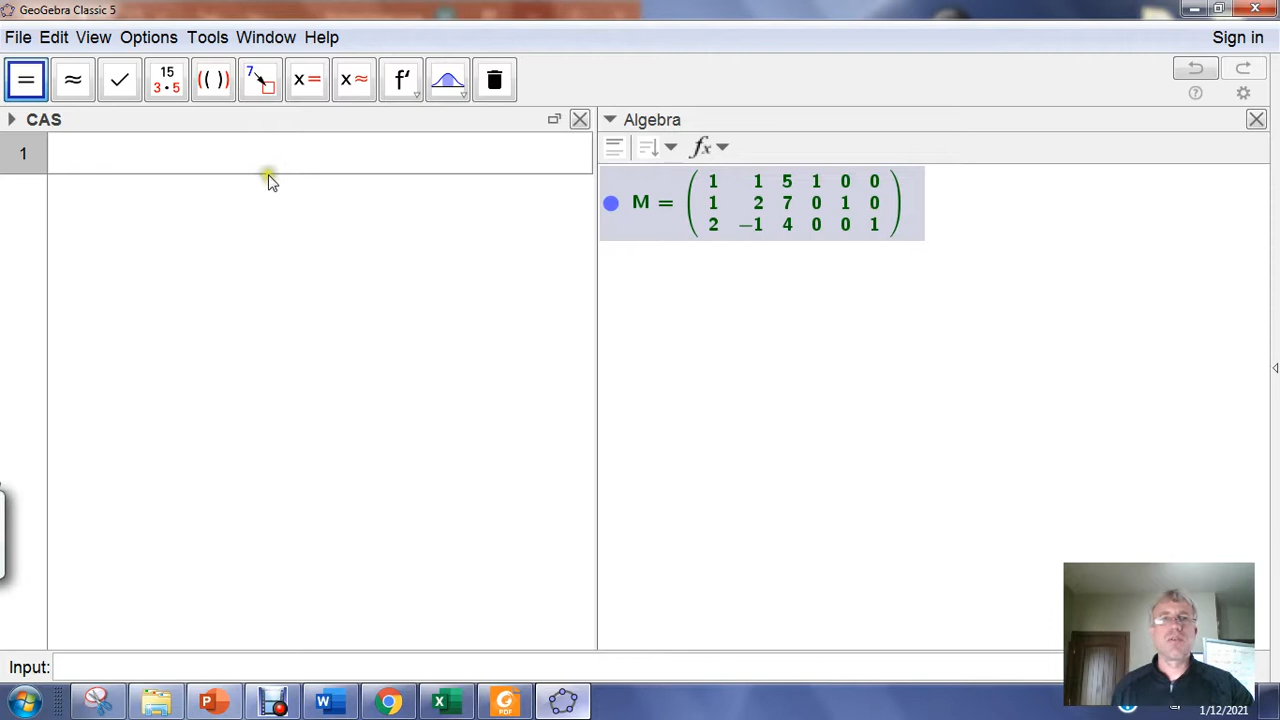 GeoGebra Classic 5
File Edit View Options Tools Window Help Sign in
= ≈ ✓ 15 3·5 (( )) 7 x= x≈ f'
CAS
Algebra
1
fx
M = ( 1 1 5 1 0 0
1 2 7 0 1 0
2 −1 4 0 0 1 )
Input:
1/12/2021